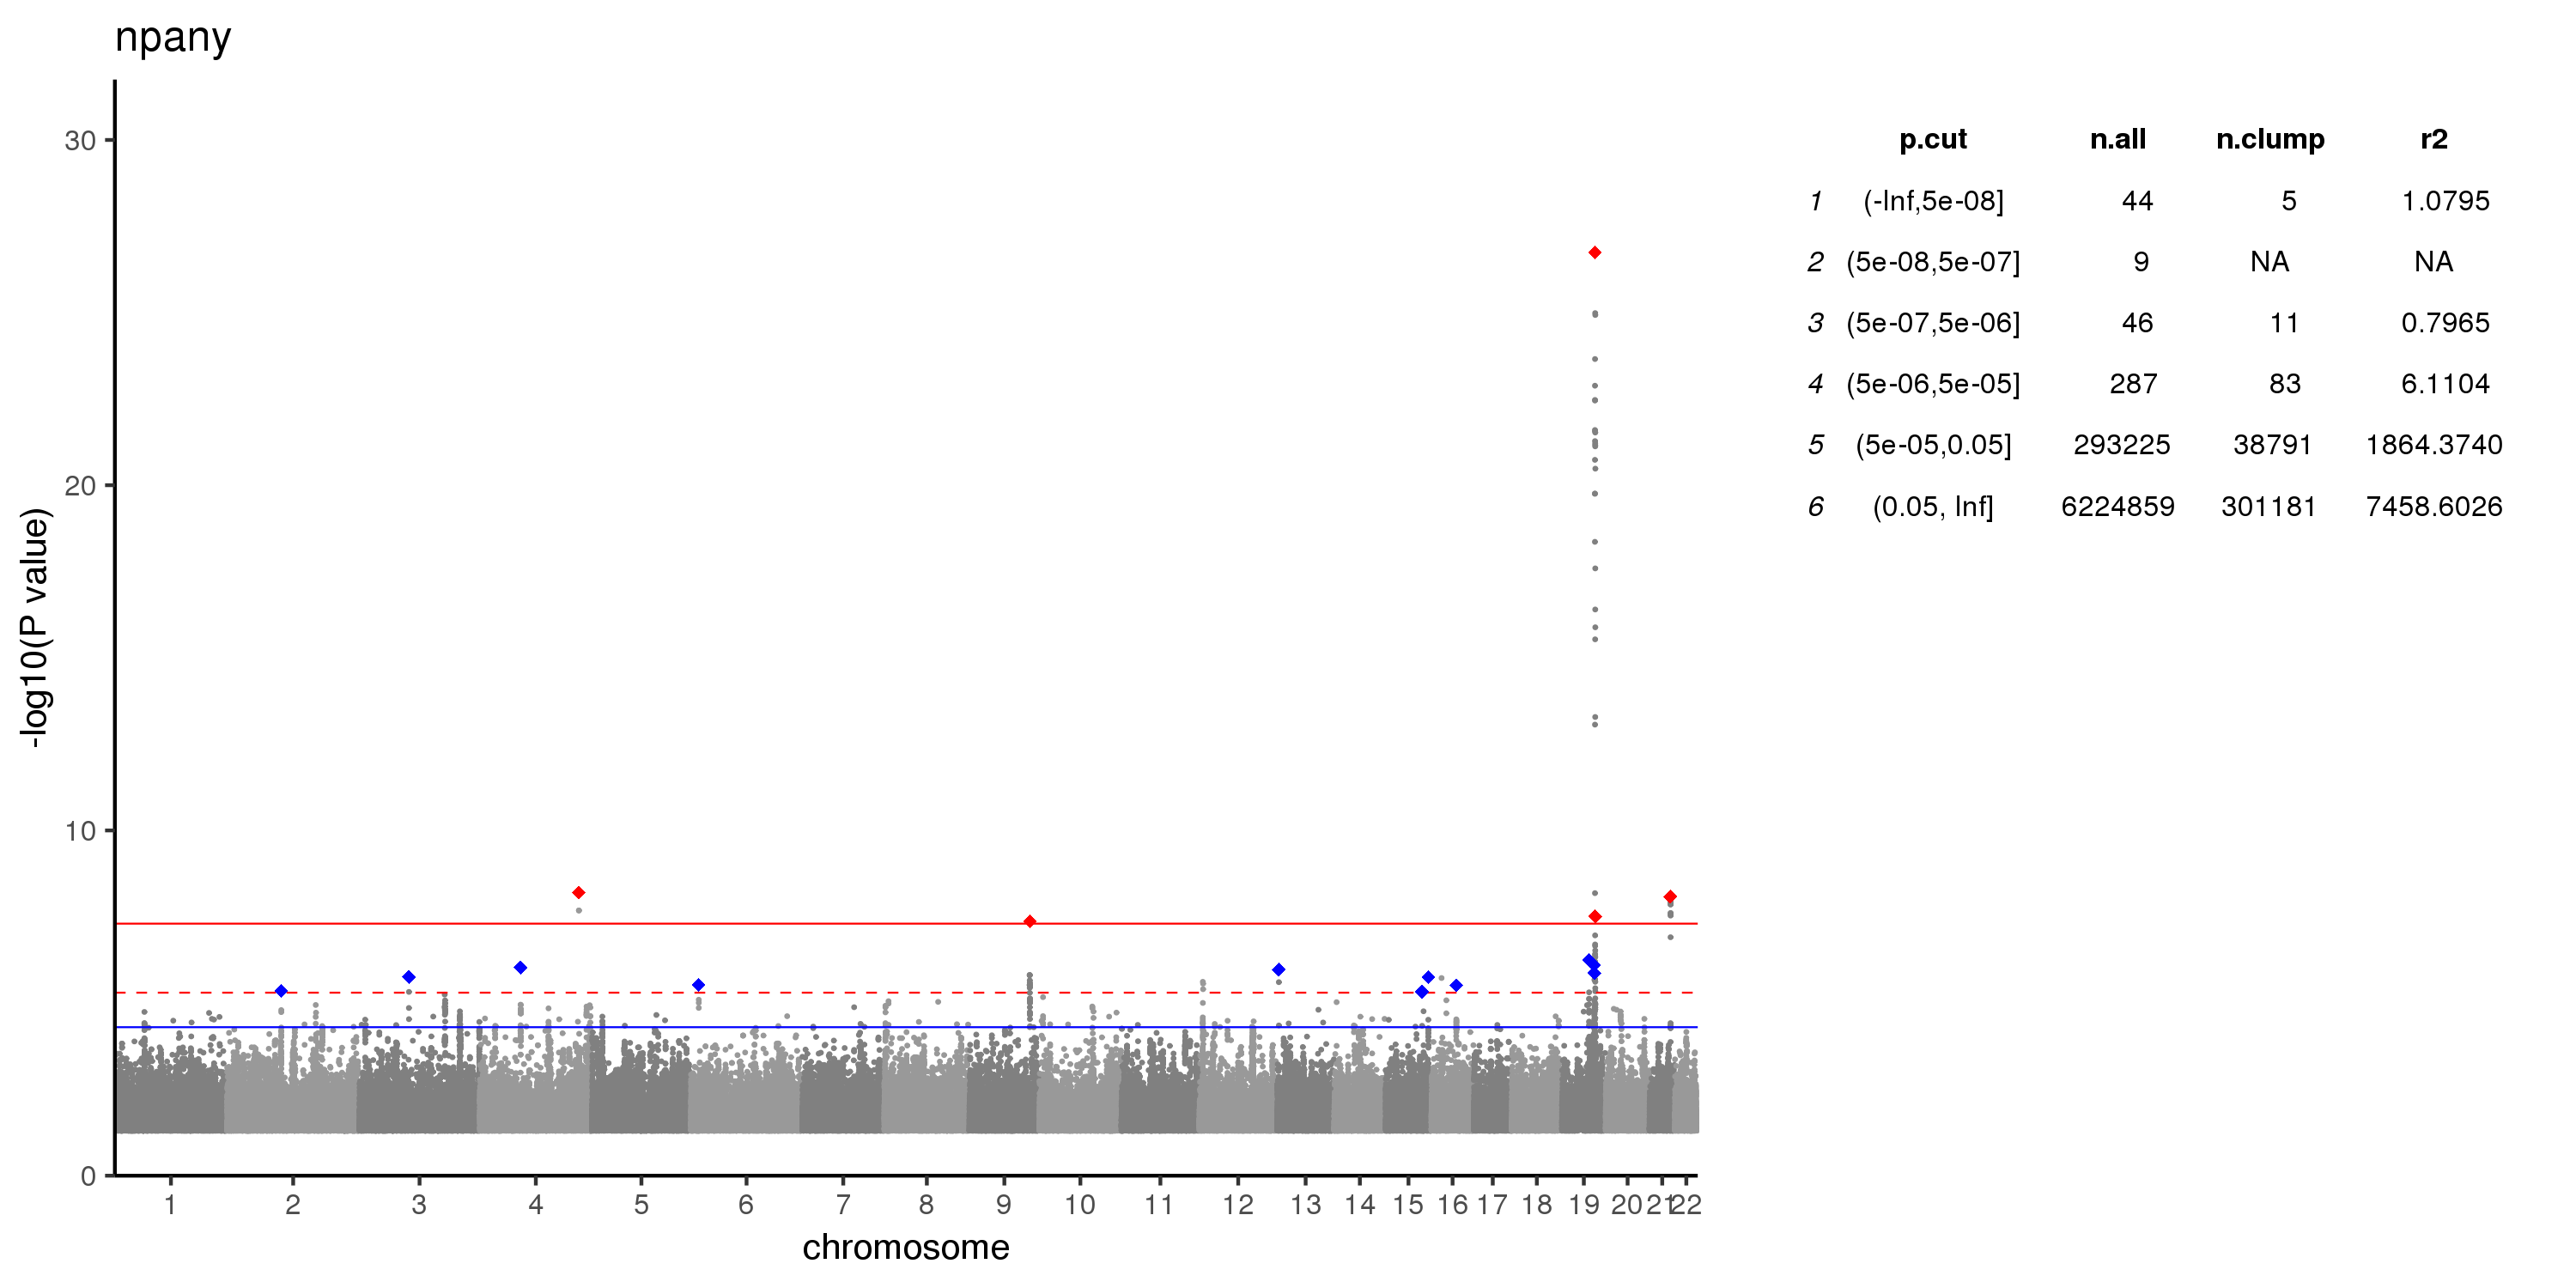 npany
30
20
10
0
-log10(P value)
1 2 3 4 5 6 7 8 9 10 11 12 13 14 15 16 17 18 19 20 21 22
chromosome
p.cut n.all n.clump r2
1 (-Inf,5e-08] 44 5 1.0795
2 (5e-08,5e-07] 9 NA NA
3 (5e-07,5e-06] 46 11 0.7965
4 (5e-06,5e-05] 287 83 6.1104
5 (5e-05,0.05] 293225 38791 1864.3740
6 (0.05, Inf] 6224859 301181 7458.6026